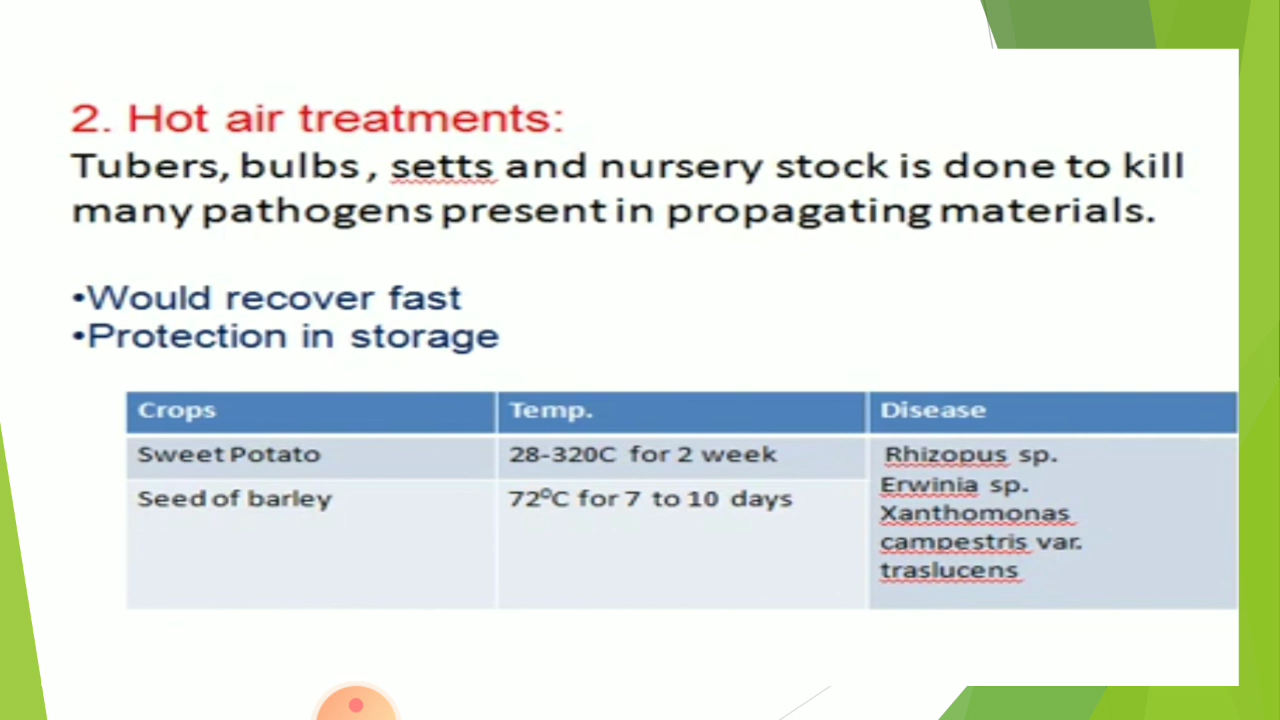 2. Hot air treatments:
Tubers, bulbs , setts and nursery stock is done to kill
many pathogens present in propagating materials.
•Would recover fast
•Protection in storage
Crops Temp. Disease
Sweet Potato 28-320C for 2 week Rhizopus sp.
Erwinia sp.
Seed of barley 72⁰C for 7 to 10 days
Xanthomonas
campestris var.
traslucens